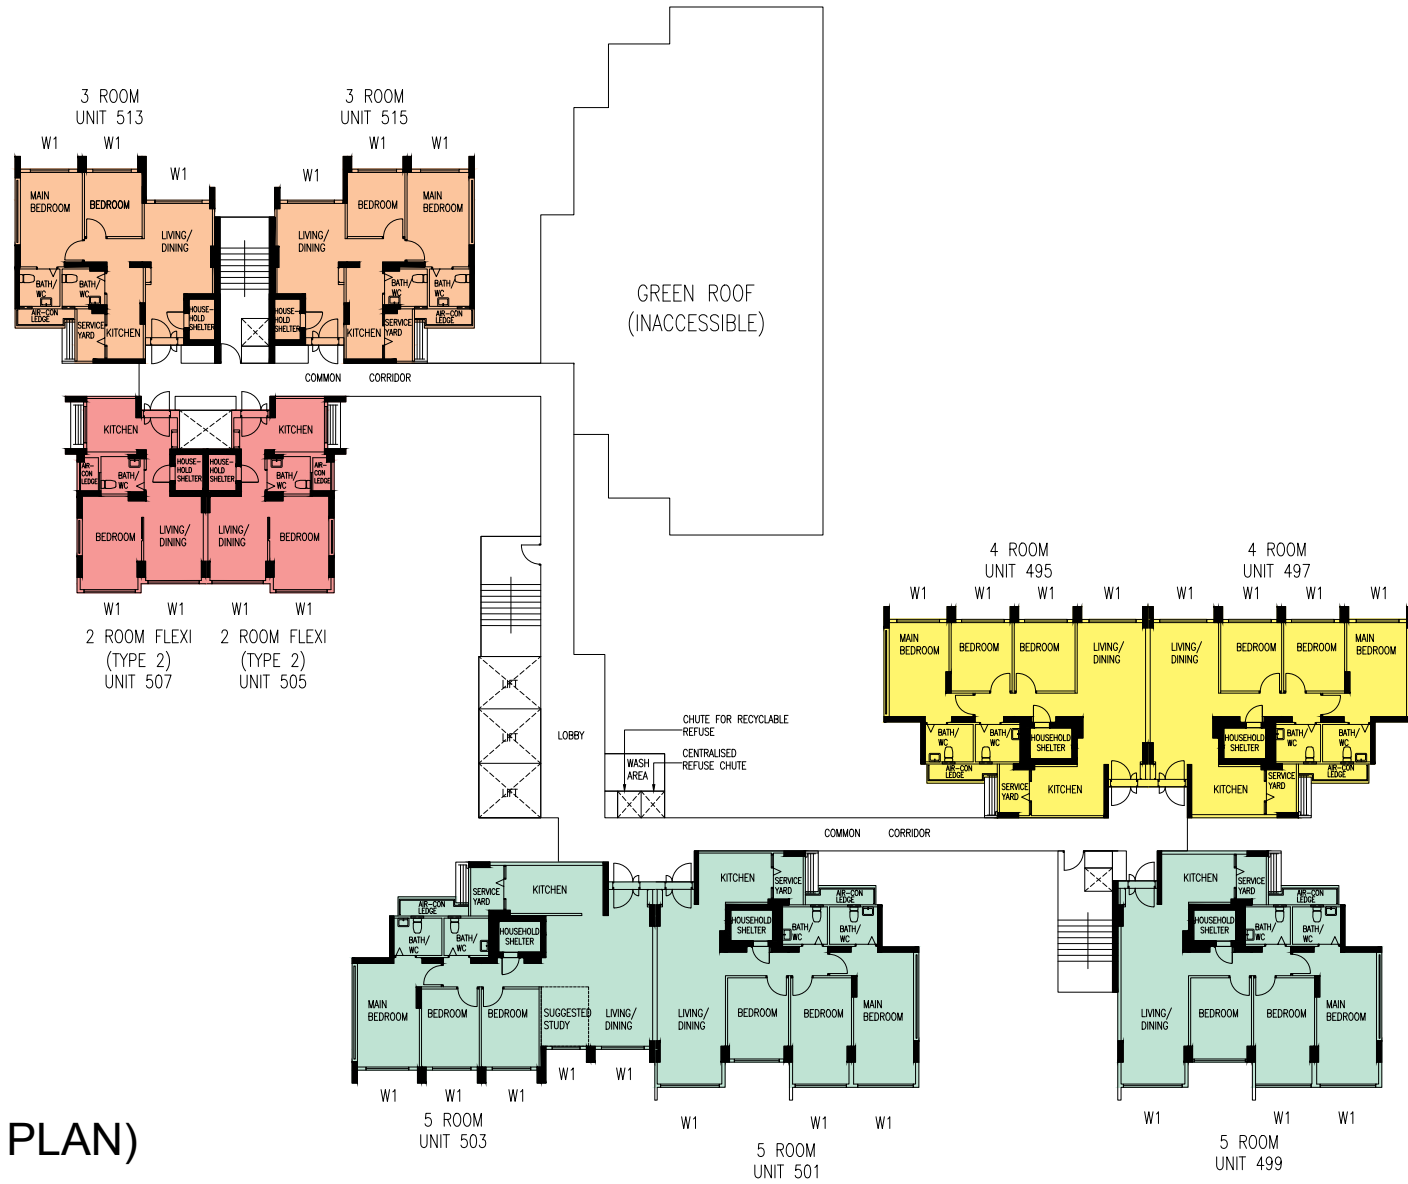 3 ROOM
UNIT 513
3 ROOM
UNIT 515
W1
W1
W1
W1
W1
W1
MAIN
BEDROOM
BEDROOM
LIVING/
DINING
BATH/
WC
BATH/
WC
AIR-CON
LEDGE
SERVICE
YARD
KITCHEN
HOUSE-
HOLD
SHELTER
LIVING/
DINING
BEDROOM
MAIN
BEDROOM
HOUSE-
HOLD
SHELTER
KITCHEN
BATH/
WC
BATH/
WC
SERVICE
YARD
AIR-CON
LEDGE
GREEN ROOF
(INACCESSIBLE)
COMMON CORRIDOR
KITCHEN
KITCHEN
AIR-
CON
LEDGE
BATH/
WC
HOUSE-
HOLD
SHELTER
HOUSE-
HOLD
SHELTER
BATH/
WC
AIR-
CON
LEDGE
BEDROOM
LIVING/
DINING
LIVING/
DINING
BEDROOM
W1
W1
W1
W1
2 ROOM FLEXI
(TYPE 2)
UNIT 507
2 ROOM FLEXI
(TYPE 2)
UNIT 505
LIFT
LIFT
LIFT
LOBBY
CHUTE FOR RECYCLABLE
REFUSE
CENTRALISED
REFUSE CHUTE
WASH
AREA
4 ROOM
UNIT 495
4 ROOM
UNIT 497
W1
W1
W1
W1
W1
W1
W1
W1
MAIN
BEDROOM
BEDROOM
BEDROOM
LIVING/
DINING
LIVING/
DINING
BEDROOM
BEDROOM
MAIN
BEDROOM
BATH/
WC
BATH/
WC
HOUSEHOLD
SHELTER
AIR-CON
LEDGE
SERVICE
YARD
KITCHEN
HOUSEHOLD
SHELTER
BATH/
WC
BATH/
WC
AIR-CON
LEDGE
KITCHEN
SERVICE
YARD
COMMON CORRIDOR
SERVICE
YARD
KITCHEN
AIR-CON
LEDGE
BATH/
WC
BATH/
WC
HOUSEHOLD
SHELTER
MAIN
BEDROOM
BEDROOM
BEDROOM
SUGGESTED
STUDY
LIVING/
DINING
W1
W1
W1
W1
W1
5 ROOM
UNIT 503
KITCHEN
SERVICE
YARD
AIR-CON
LEDGE
HOUSEHOLD
SHELTER
BATH/
WC
BATH/
WC
LIVING/
DINING
BEDROOM
BEDROOM
MAIN
BEDROOM
W1
W1
W1
5 ROOM
UNIT 501
KITCHEN
SERVICE
YARD
AIR-CON
LEDGE
HOUSEHOLD
SHELTER
BATH/
WC
BATH/
WC
LIVING/
DINING
BEDROOM
BEDROOM
MAIN
BEDROOM
W1
W1
W1
5 ROOM
UNIT 499
PLAN)